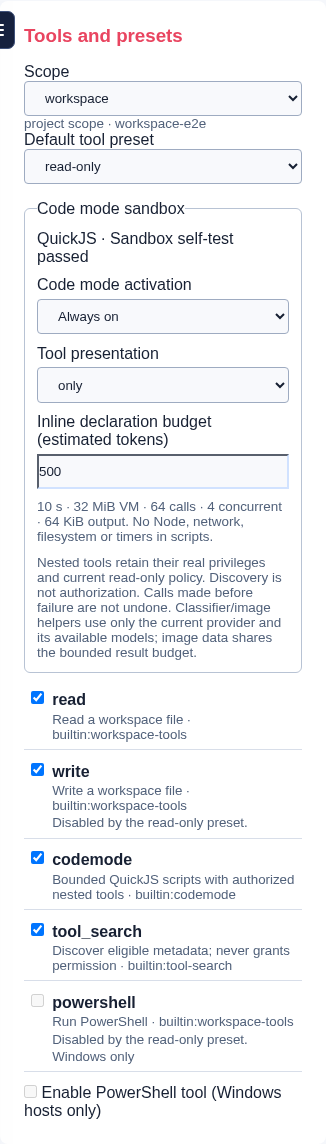 Tools and presets
Scope
workspace
project scope · workspace-e2e
Default tool preset
read-only
Code mode sandbox
QuickJS · Sandbox self-test
passed
Code mode activation
Always on
Tool presentation
only
Inline declaration budget
(estimated tokens)
500
10 s · 32 MiB VM · 64 calls · 4 concurrent
· 64 KiB output. No Node, network,
filesystem or timers in scripts.
Nested tools retain their real privileges
and current read-only policy. Discovery is
not authorization. Calls made before
failure are not undone. Classifier/image
helpers use only the current provider and
its available models; image data shares
the bounded result budget.
read
Read a workspace file ·
builtin:workspace-tools
write
Write a workspace file ·
builtin:workspace-tools
Disabled by the read-only preset.
codemode
Bounded QuickJS scripts with authorized
nested tools · builtin:codemode
tool_search
Discover eligible metadata; never grants
permission · builtin:tool-search
powershell
Run PowerShell · builtin:workspace-tools
Disabled by the read-only preset.
Windows only
Enable PowerShell tool (Windows
hosts only)